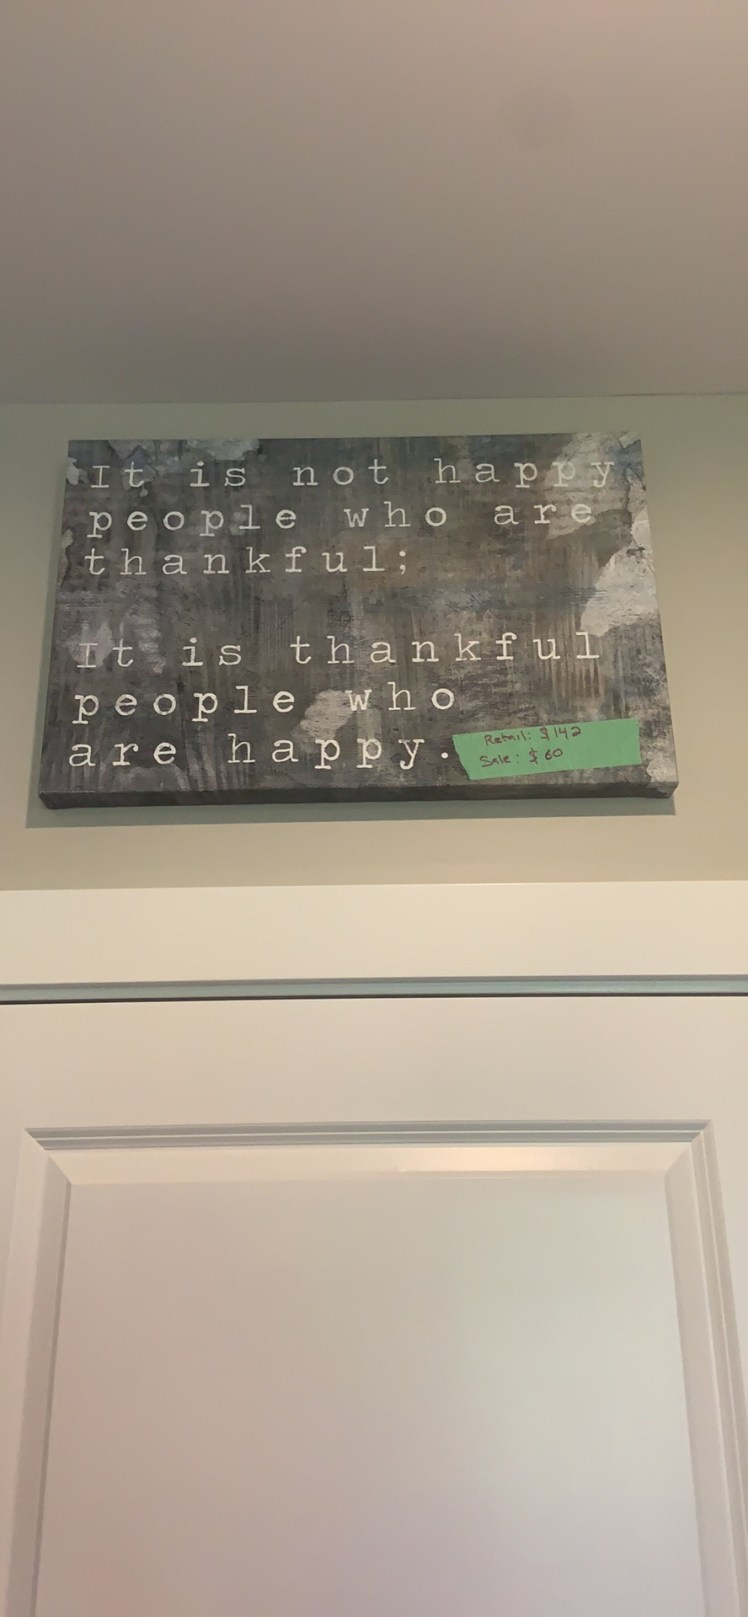 It is not happy
people who are
thankful;
It is thankful
people who
are happy.
Retail: $142
Sale: $60